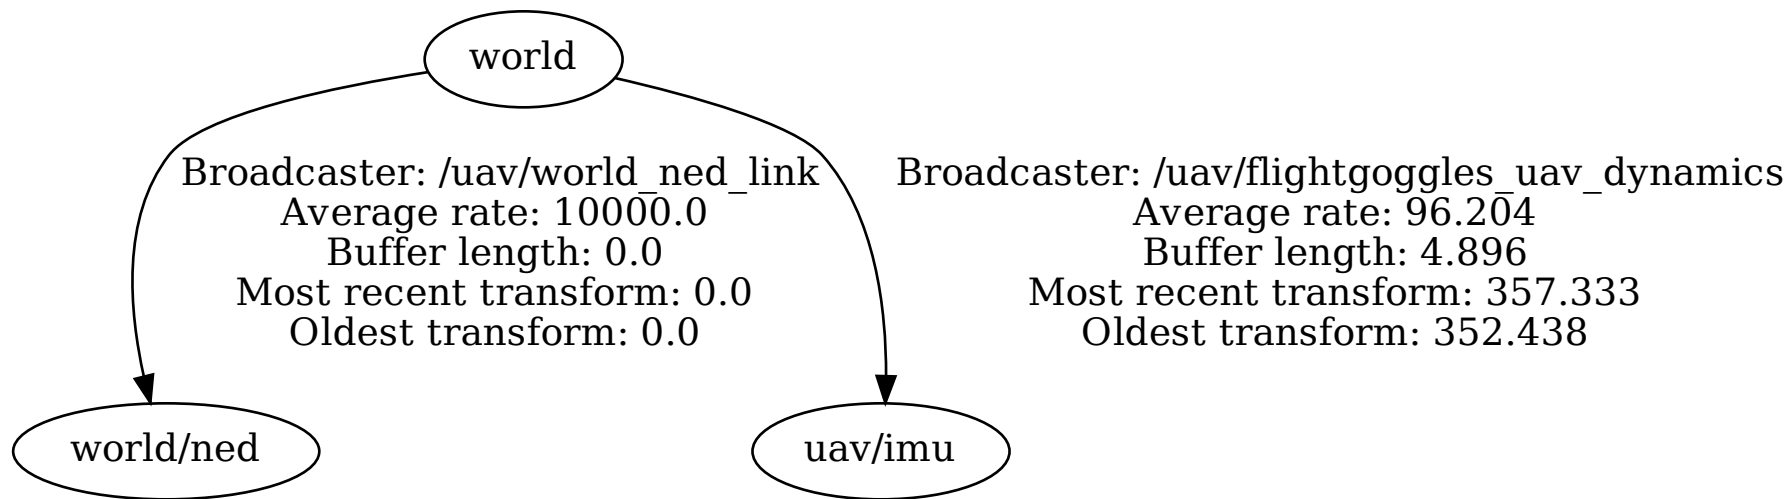 world
Broadcaster: /uav/world_ned_link
Average rate: 10000.0
Buffer length: 0.0
Most recent transform: 0.0
Oldest transform: 0.0
Broadcaster: /uav/flightgoggles_uav_dynamics
Average rate: 96.204
Buffer length: 4.896
Most recent transform: 357.333
Oldest transform: 352.438
world/ned
uav/imu